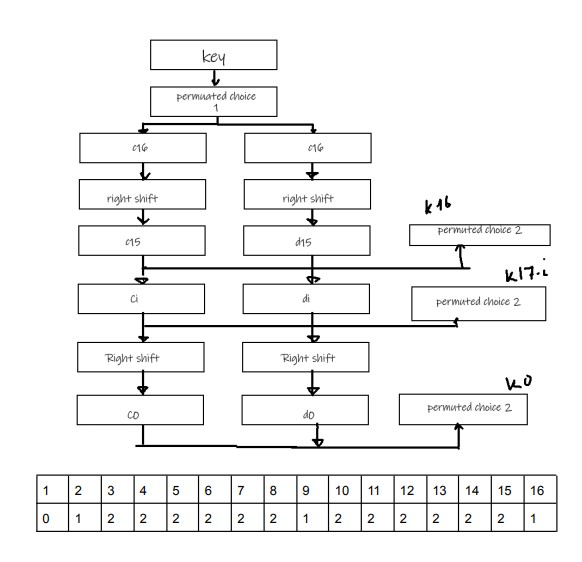 key
permuated choice
1
c16
c16
right shift
right shift
k16
c15
d15
permuted choice 2
k17-i
Ci
di
permuted choice 2
Right shift
Right shift
k0
C0
d0
permuted choice 2
1 2 3 4 5 6 7 8 9 10 11 12 13 14 15 16
0 1 2 2 2 2 2 2 1 2 2 2 2 2 2 1